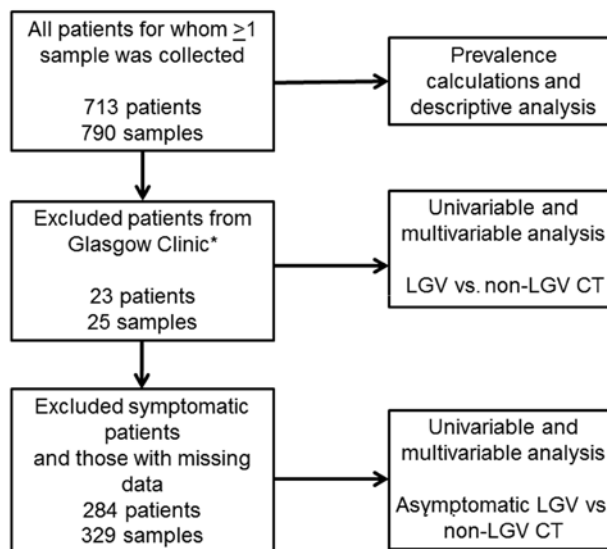 All patients for whom ≥1
sample was collected
713 patients
790 samples
Prevalence
calculations and
descriptive analysis
Excluded patients from
Glasgow Clinic*
23 patients
25 samples
Univariable and
multivariable analysis
LGV vs. non-LGV CT
Excluded symptomatic
patients
and those with missing
data
284 patients
329 samples
Univariable and
multivariable analysis
Asymptomatic LGV vs.
non-LGV CT